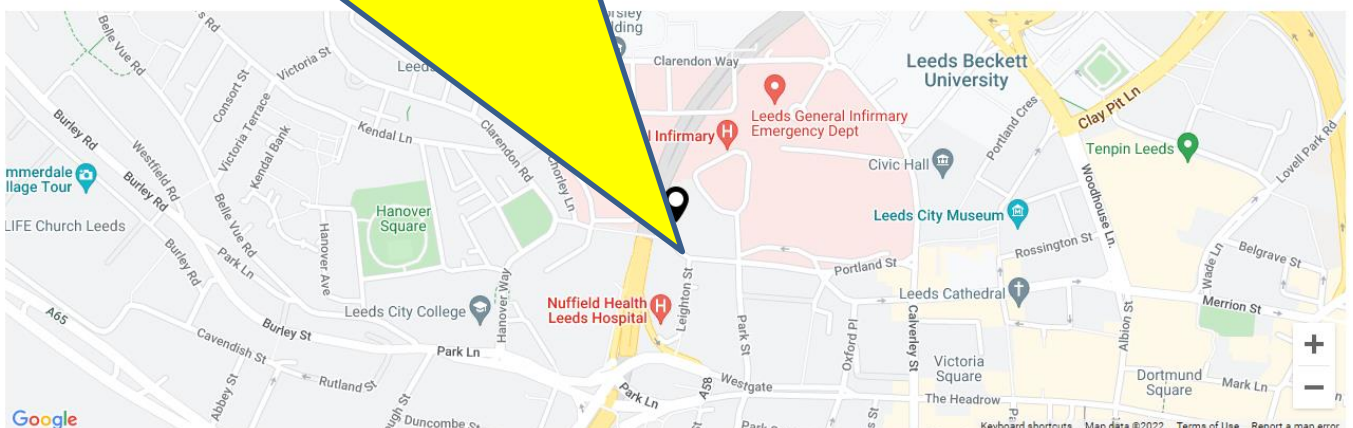 Clarendon Way
Leeds Beckett
University
Belle Vue Rd
Consort St
Victoria St
Victoria Terrace
Kendal Bank
Kendal Ln
Clarendon Rd
Chorley Ln
Burley Rd
Westfield Rd
Burley Rd
Belle Vue Rd
Leeds
Infirmary
Leeds General Infirmary
Emergency Dept
Civic Hall
Portland Cres
Clay Pit Ln
Tenpin Leeds
Lovell Park Rd
Woodhouse Ln.
mmerdale
llage Tour
LIFE Church Leeds
Hanover
Square
Hanover Ave
Leeds City Museum
Rossington St
Belgrave St
Wade Ln
Burley Rd
Park Ln
Portland St
Leeds Cathedral
Merrion St
Leeds City College
Hanover Way
Nuffield Health
Leeds Hospital
Leighton St
Park St
Oxford Pl
Calverley St
Albion St
A65
Burley St
Cavendish St
Park Ln
Victoria
Square
Dortmund
Square
Mark Ln
Abbey St
Rutland St
Park Ln
A58
Westgate
The Headrow
Duncombe St
Google
Keyboard shortcuts
Map data ©2022
Terms of Use
Report a map error
+
−